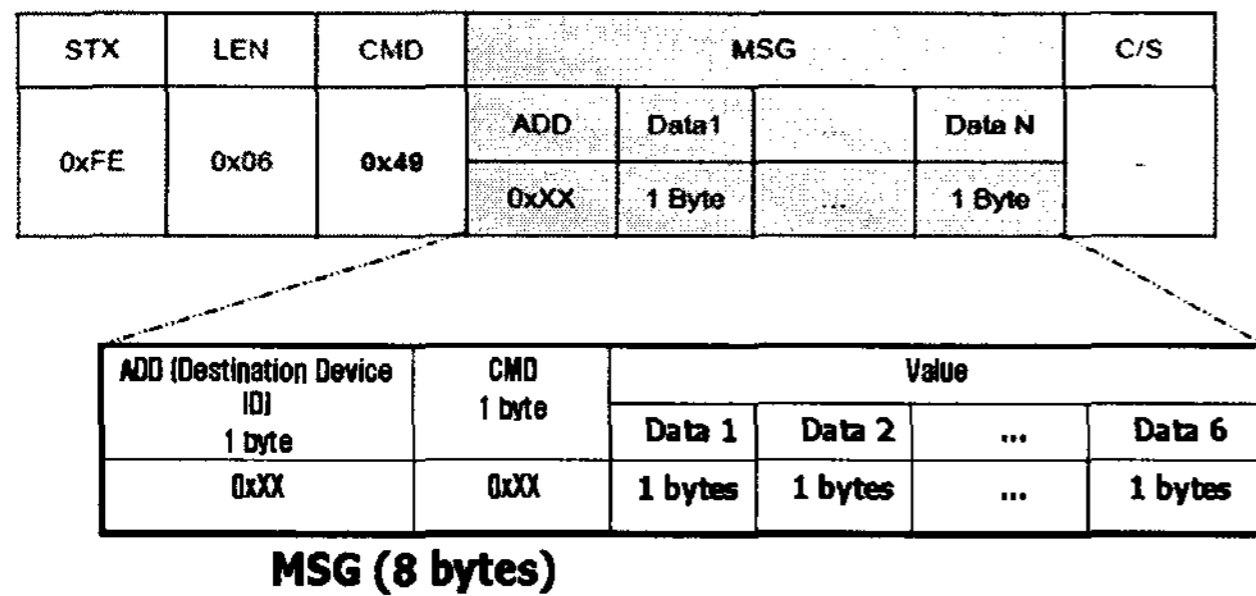 STX LEN CMD MSG C/S
ADD Data1 Data N
0xFE 0x06 0x49 -
0xXX 1 Byte ... 1 Byte
ADD (Destination Device CMD Value
ID) 1 byte
1 byte Data 1 Data 2 ... Data 6
0xXX 0xXX 1 bytes 1 bytes ... 1 bytes
MSG (8 bytes)